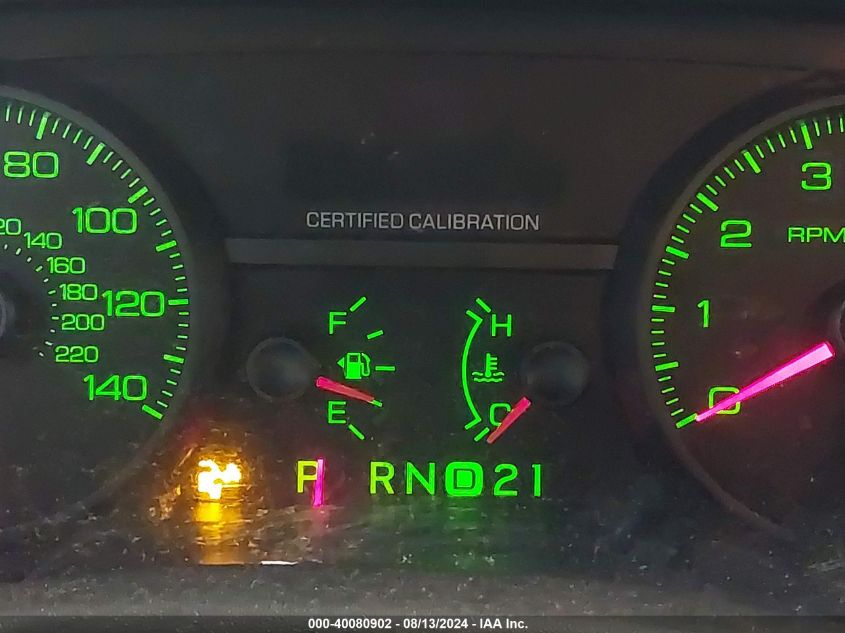 80
100
120
140
20
140
160
180
200
220
CERTIFIED CALIBRATION
F
E
H
C
P R N D 2 1
3
2
1
0
RPM
000-40080902 - 08/13/2024 - IAA Inc.